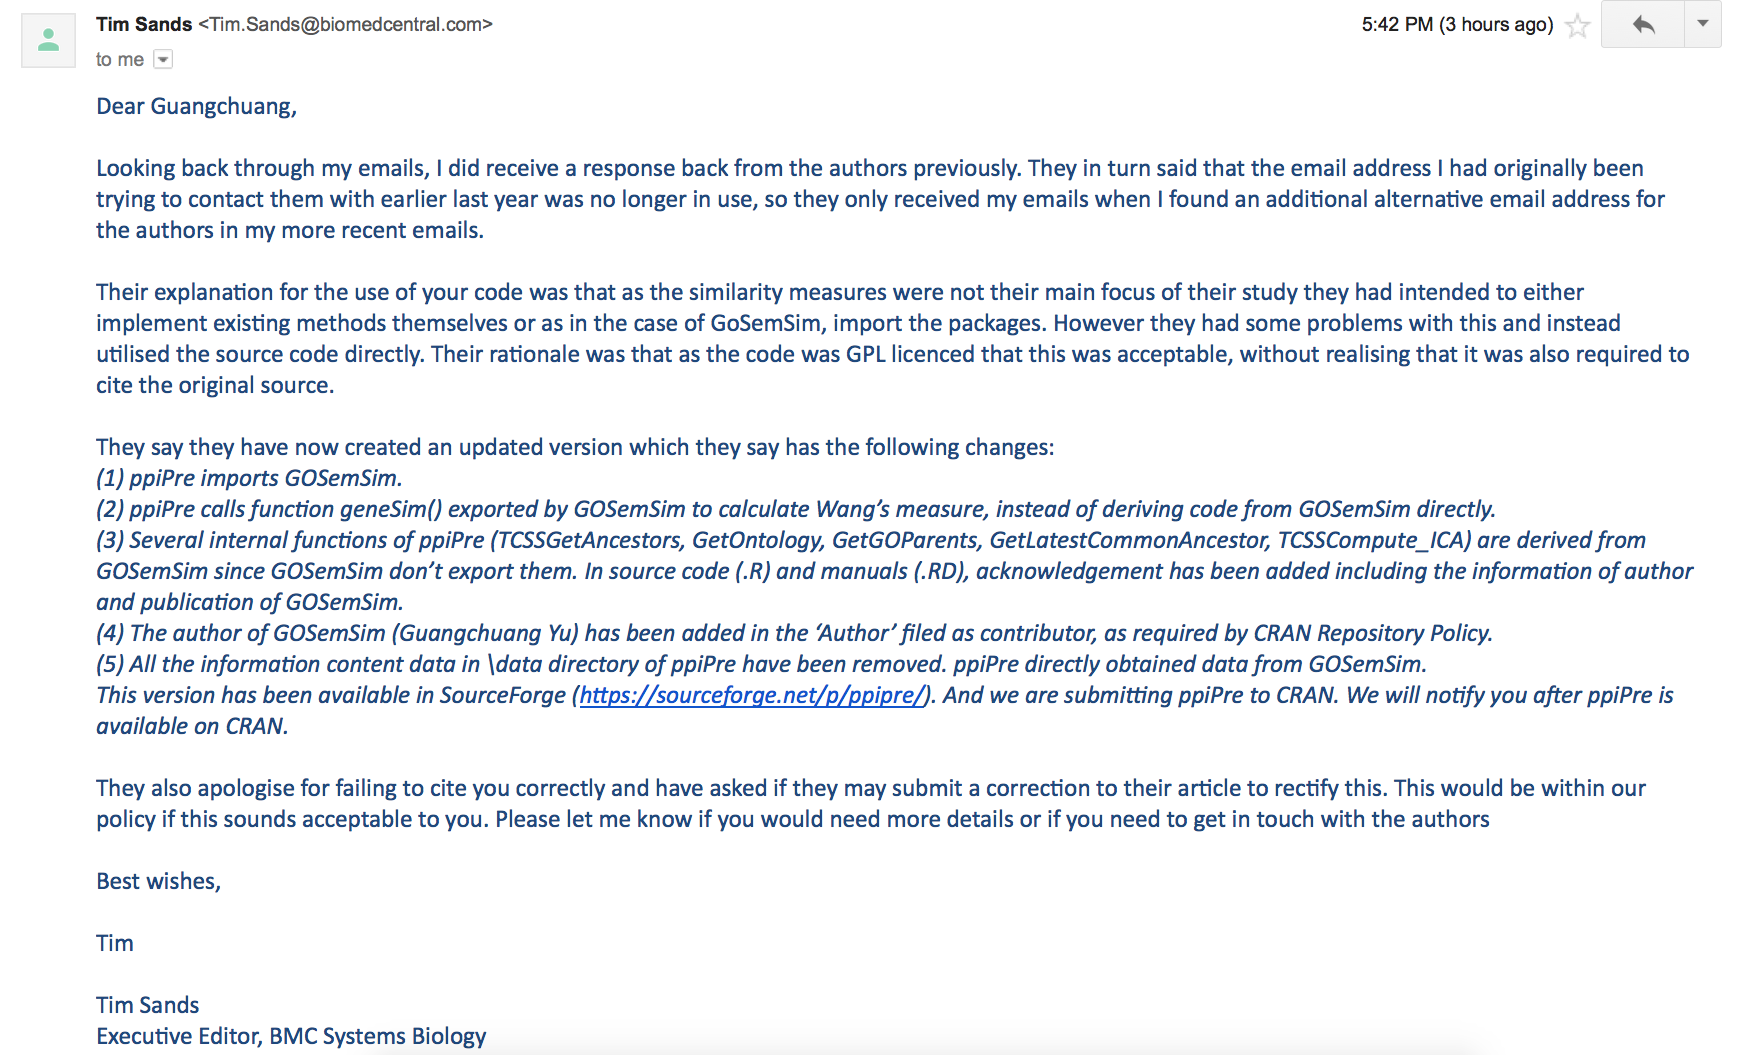 Tim Sands <Tim.Sands@biomedcentral.com>
5:42 PM (3 hours ago)
to me
Dear Guangchuang,
Looking back through my emails, I did receive a response back from the authors previously. They in turn said that the email address I had originally been
trying to contact them with earlier last year was no longer in use, so they only received my emails when I found an additional alternative email address for
the authors in my more recent emails.
Their explanation for the use of your code was that as the similarity measures were not their main focus of their study they had intended to either
implement existing methods themselves or as in the case of GoSemSim, import the packages. However they had some problems with this and instead
utilised the source code directly. Their rationale was that as the code was GPL licenced that this was acceptable, without realising that it was also required to
cite the original source.
They say they have now created an updated version which they say has the following changes:
(1) ppiPre imports GOSemSim.
(2) ppiPre calls function geneSim() exported by GOSemSim to calculate Wang’s measure, instead of deriving code from GOSemSim directly.
(3) Several internal functions of ppiPre (TCSSGetAncestors, GetOntology, GetGOParents, GetLatestCommonAncestor, TCSSCompute_ICA) are derived from
GOSemSim since GOSemSim don’t export them. In source code (.R) and manuals (.RD), acknowledgement has been added including the information of author
and publication of GOSemSim.
(4) The author of GOSemSim (Guangchuang Yu) has been added in the ‘Author’ filed as contributor, as required by CRAN Repository Policy.
(5) All the information content data in \data directory of ppiPre have been removed. ppiPre directly obtained data from GOSemSim.
This version has been available in SourceForge (https://sourceforge.net/p/ppipre/). And we are submitting ppiPre to CRAN. We will notify you after ppiPre is
available on CRAN.
They also apologise for failing to cite you correctly and have asked if they may submit a correction to their article to rectify this. This would be within our
policy if this sounds acceptable to you. Please let me know if you would need more details or if you need to get in touch with the authors
Best wishes,
Tim
Tim Sands
Executive Editor, BMC Systems Biology